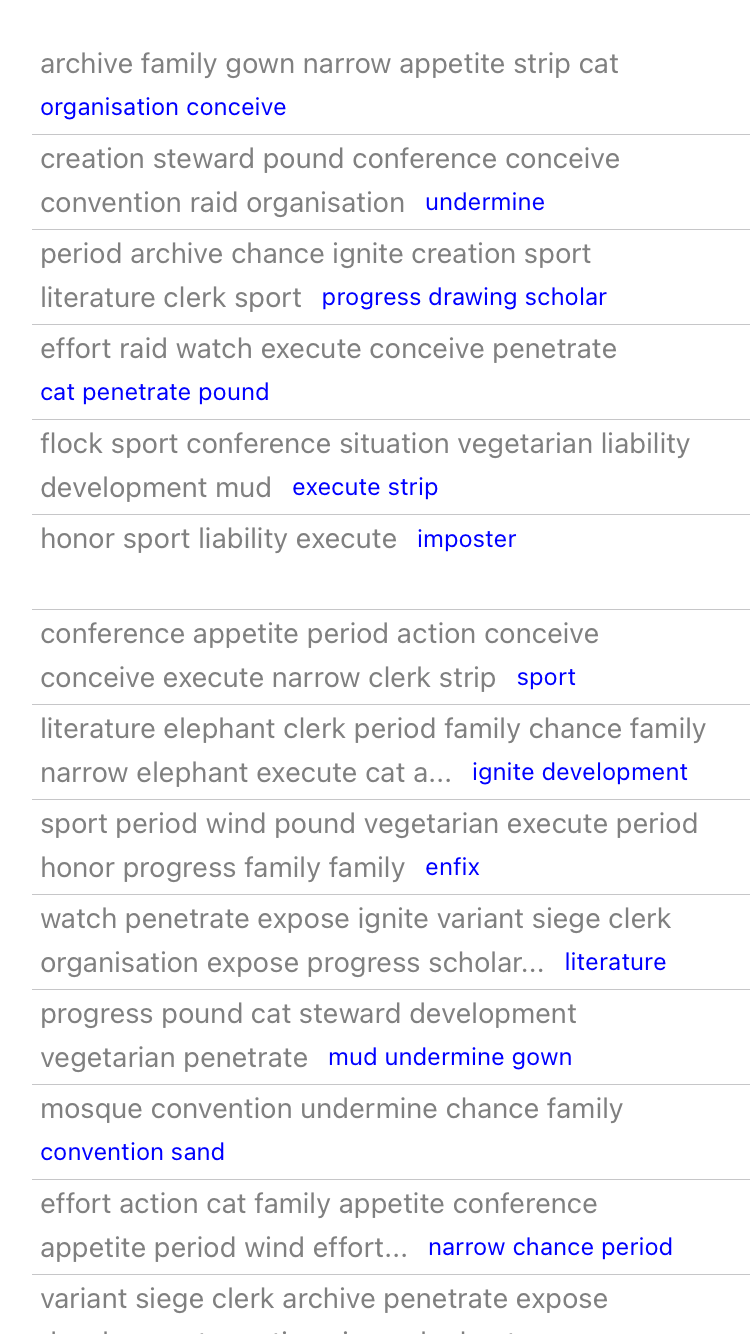 archive family gown narrow appetite strip cat
organisation conceive
creation steward pound conference conceive
convention raid organisation undermine
period archive chance ignite creation sport
literature clerk sport progress drawing scholar
effort raid watch execute conceive penetrate
cat penetrate pound
flock sport conference situation vegetarian liability
development mud execute strip
honor sport liability execute imposter
conference appetite period action conceive
conceive execute narrow clerk strip sport
literature elephant clerk period family chance family
narrow elephant execute cat a... ignite development
sport period wind pound vegetarian execute period
honor progress family family enfix
watch penetrate expose ignite variant siege clerk
organisation expose progress scholar... literature
progress pound cat steward development
vegetarian penetrate mud undermine gown
mosque convention undermine chance family
convention sand
effort action cat family appetite conference
appetite period wind effort... narrow chance period
variant siege clerk archive penetrate expose